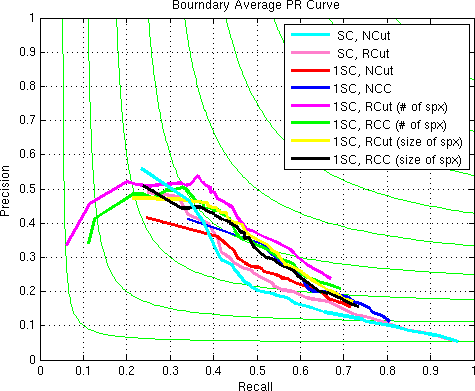 Bourndary Average PR Curve
1
0.9
0.8
0.7
0.6
0.5
0.4
0.3
0.2
0.1
0
Precision
SC, NCut
SC, RCut
1SC, NCut
1SC, NCC
1SC, RCut (# of spx)
1SC, RCC (# of spx)
1SC, RCut (size of spx)
1SC, RCC (size of spx)
0 0.1 0.2 0.3 0.4 0.5 0.6 0.7 0.8 0.9
Recall